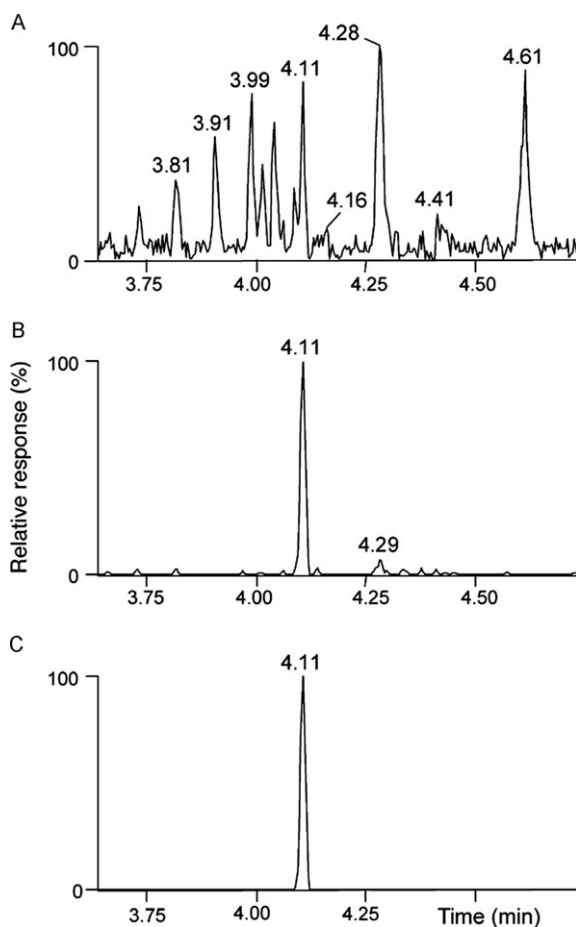 A
100
4.28
4.61
4.11
3.99
3.91
3.81
4.16
4.41
0
3.75 4.00 4.25 4.50
B
4.11
100
4.29
0
3.75 4.00 4.25 4.50
Relative response (%)
C
4.11
100
0
3.75 4.00 4.25 Time (min)